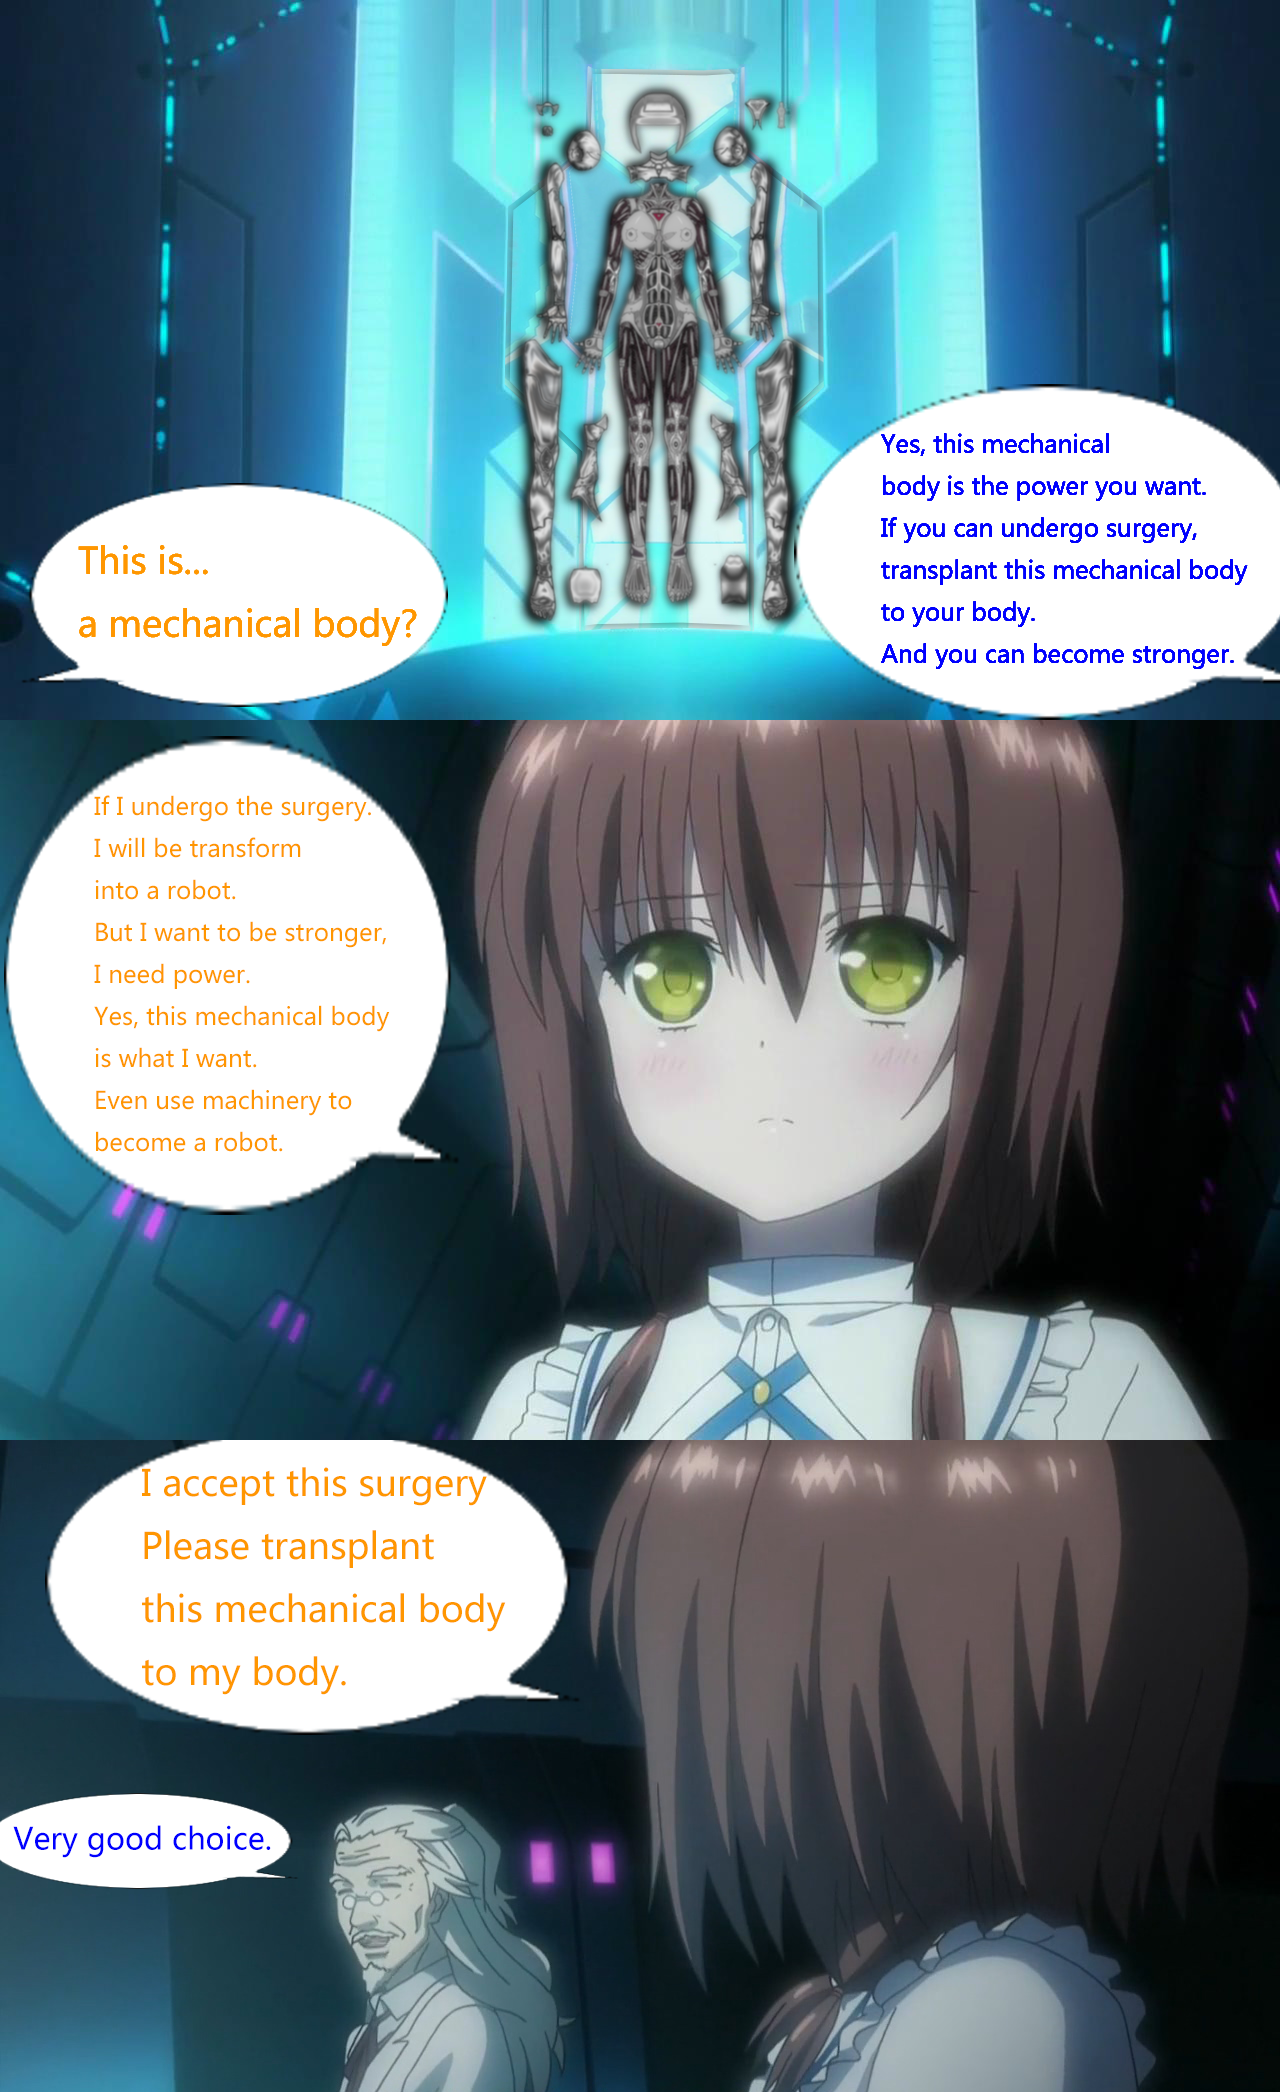 This is...
a mechanical body?
Yes, this mechanical
body is the power you want.
If you can undergo surgery,
transplant this mechanical body
to your body.
And you can become stronger.
If I undergo the surgery.
I will be transform
into a robot.
But I want to be stronger,
I need power.
Yes, this mechanical body
is what I want.
Even use machinery to
become a robot.
I accept this surgery
Please transplant
this mechanical body
to my body.
Very good choice.